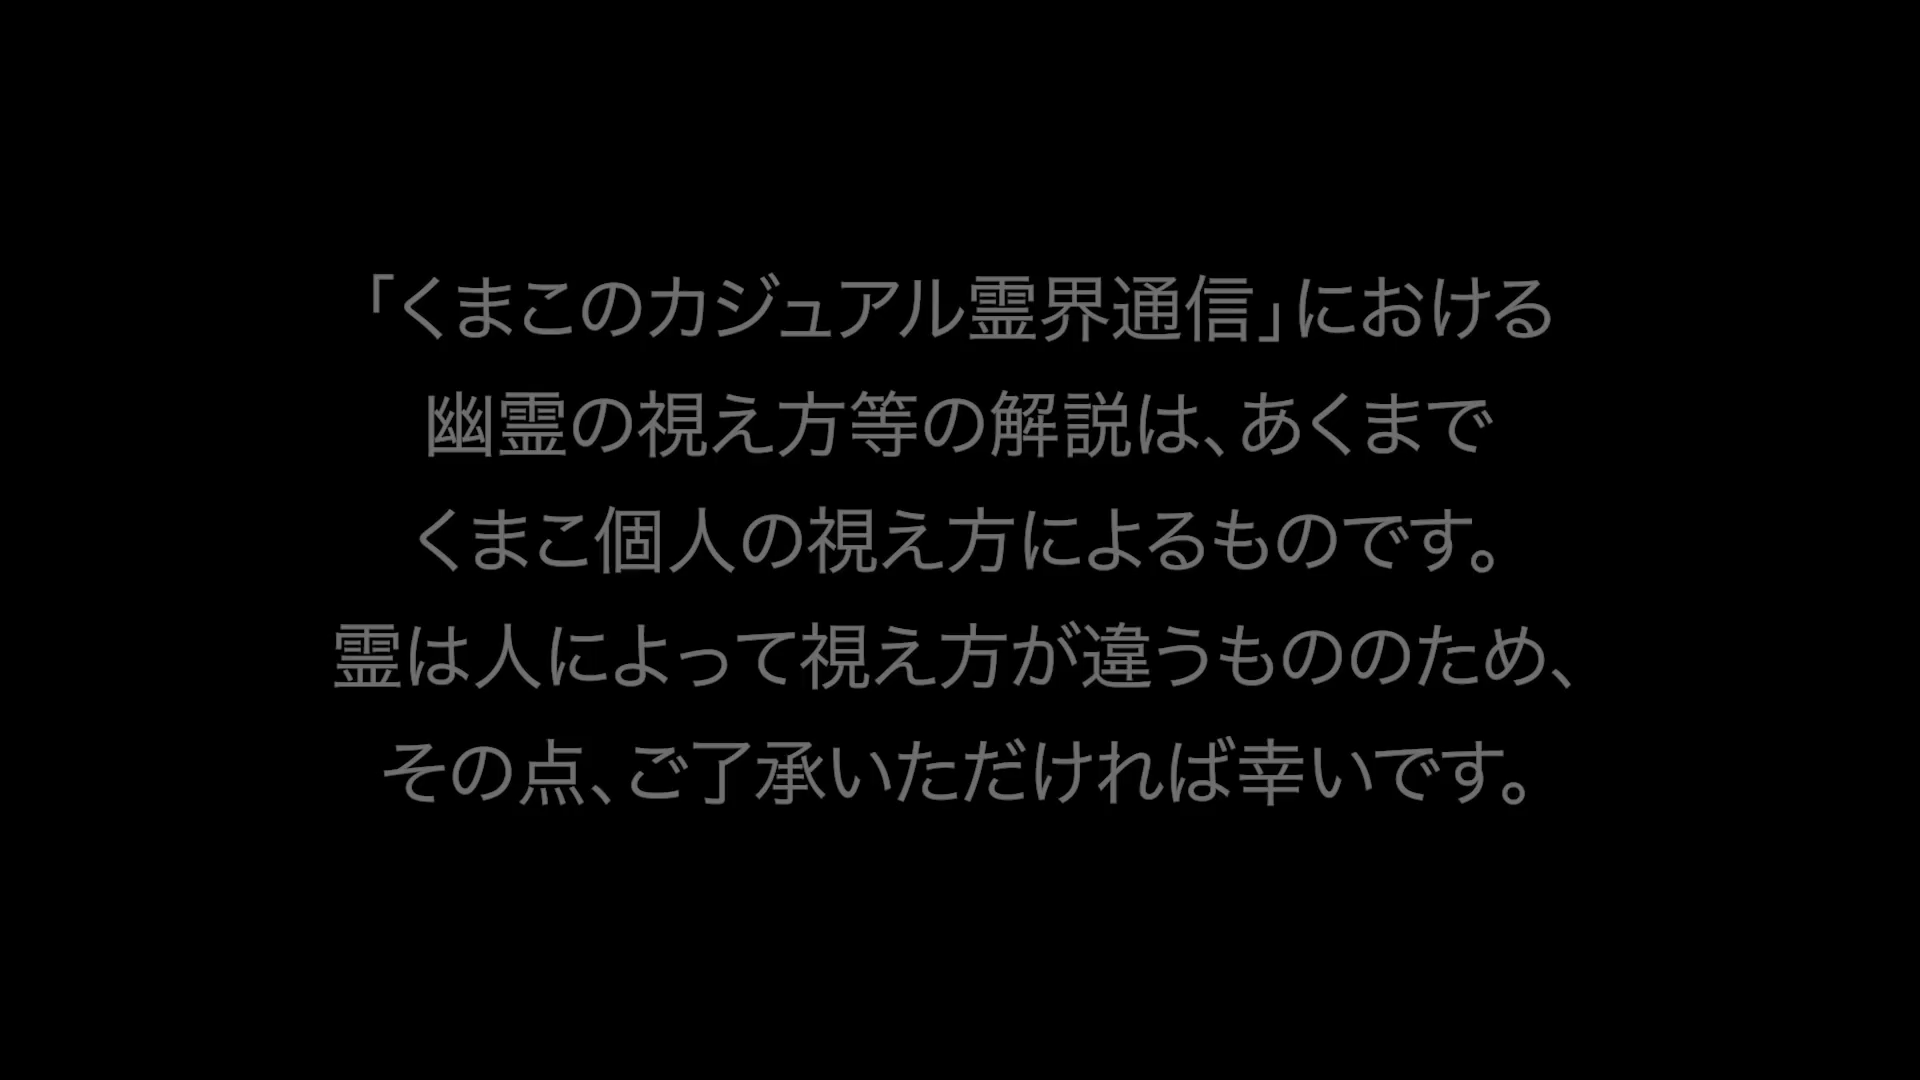 「くまこのカジュアル霊界通信」における
幽霊の視え方等の解説は、あくまで
くまこ個人の視え方によるものです。
霊は人によって視え方が違うもののため、
その点、ご了承いただければ幸いです。